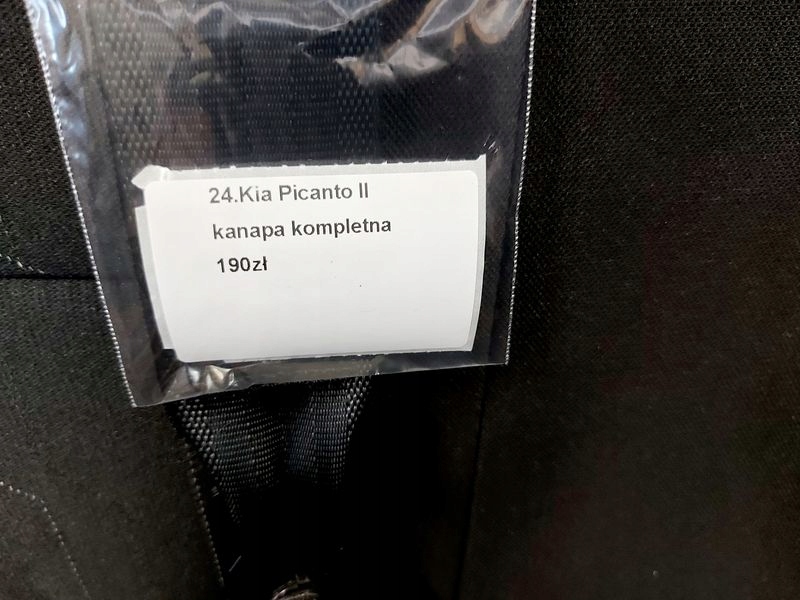 24.Kia Picanto II
kanapa kompletna
190zł